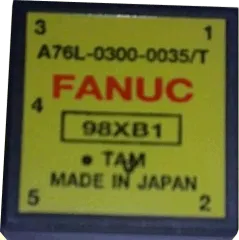 3 1
A76L-0300-0035/T
FANUC
4
98XB1
• TAM
MADE IN JAPAN
5 2